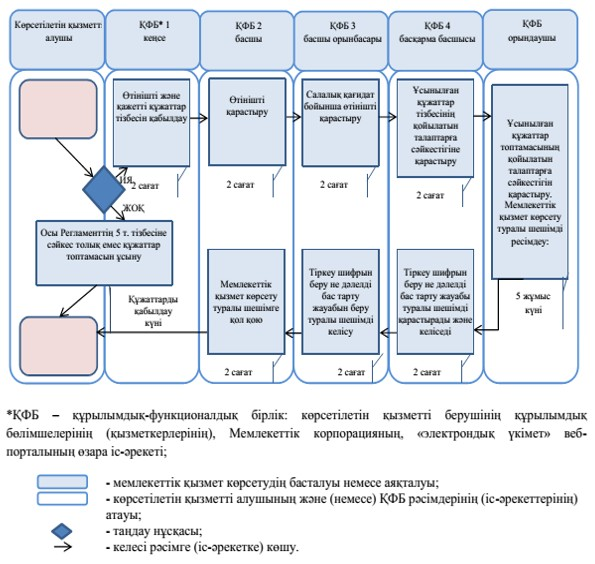 Көрсетілетін қызметті
алушы
ҚФБ* 1
кеңсе
ҚФБ 2
басшы
ҚФБ 3
басшы орынбасары
ҚФБ 4
басқарма басшысы
ҚФБ
орындаушы
Өтінішті және
қажетті құжаттар
тізбесін қабылдау
2 сағат
Өтінішті
қарастыру
2 сағат
Салалық қағидат
бойынша өтінішті
қарастыру
2 сағат
Ұсынылған
құжаттар
тізбесінің
қойылатын
талаптарға
сәйкестігіне
қарастыру
2 сағат
Ұсынылған
құжаттар
топтамасының
қойылатын
талаптарға
сәйкестігін
қарастыру.
Мемлекеттік
қызмет көрсету
туралы шешімді
ресімдеу:
5 жұмыс
күні
ИЯ
ЖОҚ
Осы Регламенттің 5 т. тізбесіне
сәйкес толық емес құжаттар
топтамасын ұсыну
Құжаттарды
қабылдау
күні
Мемлекеттік
қызмет көрсету
туралы шешімге
қол қою
2 сағат
Тіркеу шифрын
беру не дәлелді
бас тарту
жауабын беру
туралы шешімді
келісу
2 сағат
Тіркеу шифрын
беру не дәлелді
бас тарту жауабы
туралы шешімді
қарастырады және
келіседі
2 сағат
*ҚФБ – құрылымдық-функционалдық бірлік: көрсетілетін қызметті берушінің құрылымдық
бөлімшелерінің (қызметкерлерінің), Мемлекеттік корпорацияның, «электрондық үкімет» веб-
порталының өзара іс-әрекеті;
- мемлекеттік қызмет көрсетудің басталуы немесе аяқталуы;
- көрсетілетін қызметті алушының және (немесе) ҚФБ рәсімдерінің (іс-әрекеттерінің)
атауы;
- таңдау нұсқасы;
- келесі рәсімге (іс-әрекетке) көшу.